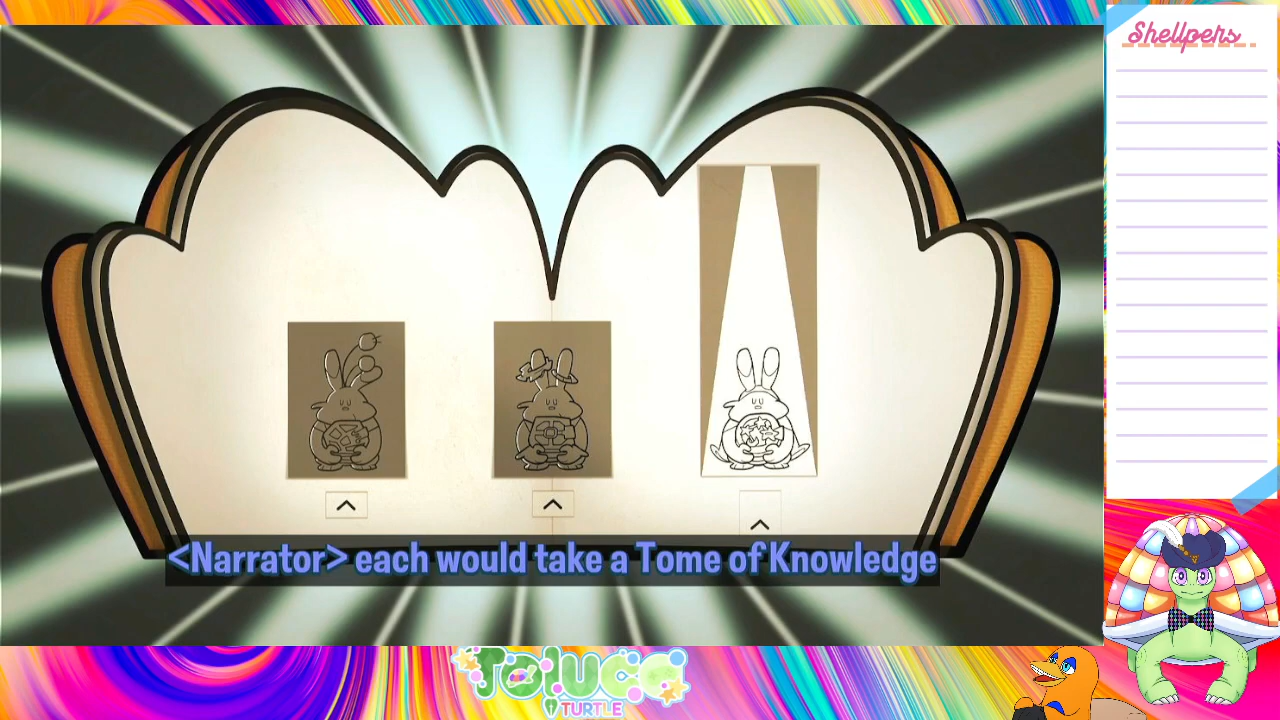 Shellpers
<Narrator> each would take a Tome of Knowledge
Toluca
TURTLE